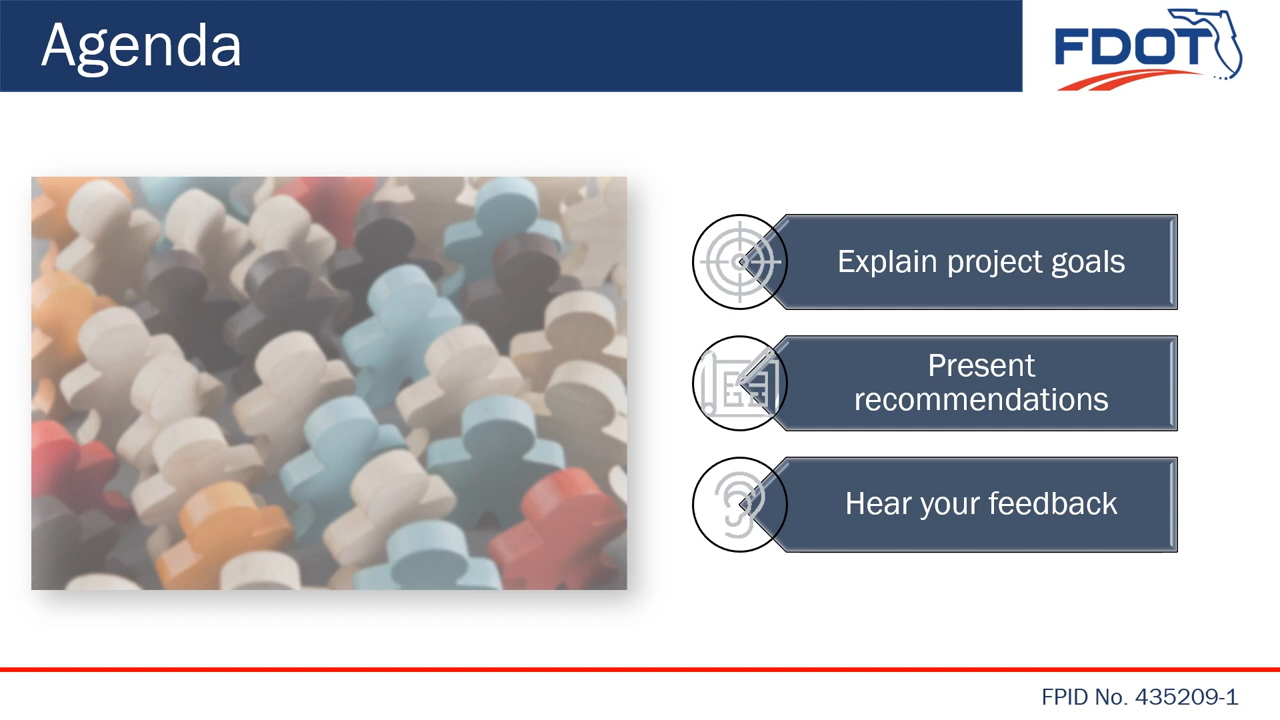 Agenda
FDOT
Explain project goals
Present
recommendations
Hear your feedback
FPID No. 435209-1